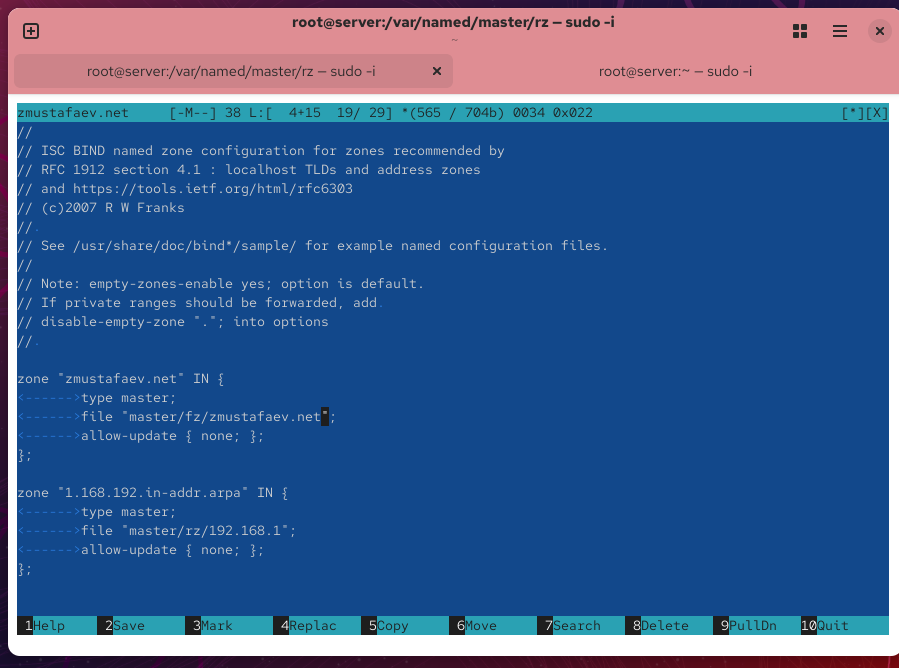 root@server:/var/named/master/rz — sudo -i
~
root@server:/var/named/master/rz — sudo -i
root@server:~ — sudo -i
zmustafaev.net     [-M--] 38 L:[  4+15  19/ 29] *(565 / 704b) 0034 0x022     [*][X]
//
// ISC BIND named zone configuration for zones recommended by
// RFC 1912 section 4.1 : localhost TLDs and address zones
// and https://tools.ietf.org/html/rfc6303
// (c)2007 R W Franks
//.
// See /usr/share/doc/bind*/sample/ for example named configuration files.
//
// Note: empty-zones-enable yes; option is default.
// If private ranges should be forwarded, add.
// disable-empty-zone "."; into options
//.
zone "zmustafaev.net" IN {
<------>type master;
<------>file "master/fz/zmustafaev.net";
<------>allow-update { none; };
};
zone "1.168.192.in-addr.arpa" IN {
<------>type master;
<------>file "master/rz/192.168.1";
<------>allow-update { none; };
};
1Help 2Save 3Mark 4Replac 5Copy 6Move 7Search 8Delete 9PullDn 10Quit